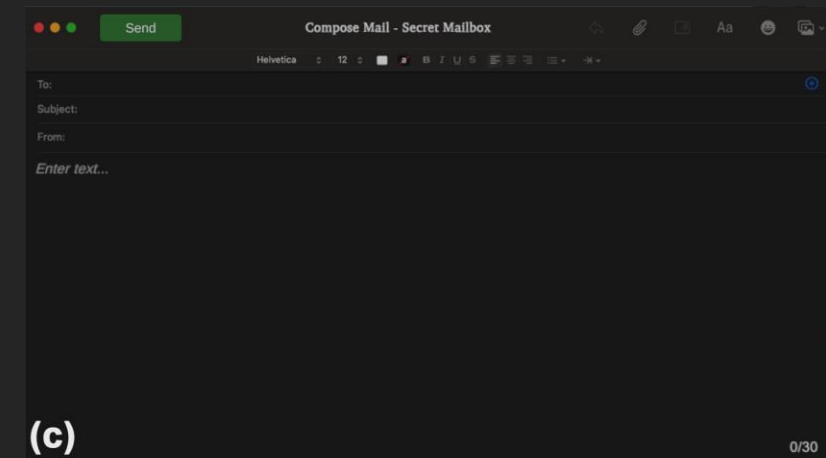 Send Compose Mail - Secret Mailbox Aa
Helvetica 12 a B I U S
To:
Subject:
From:
Enter text...
(c)
0/30